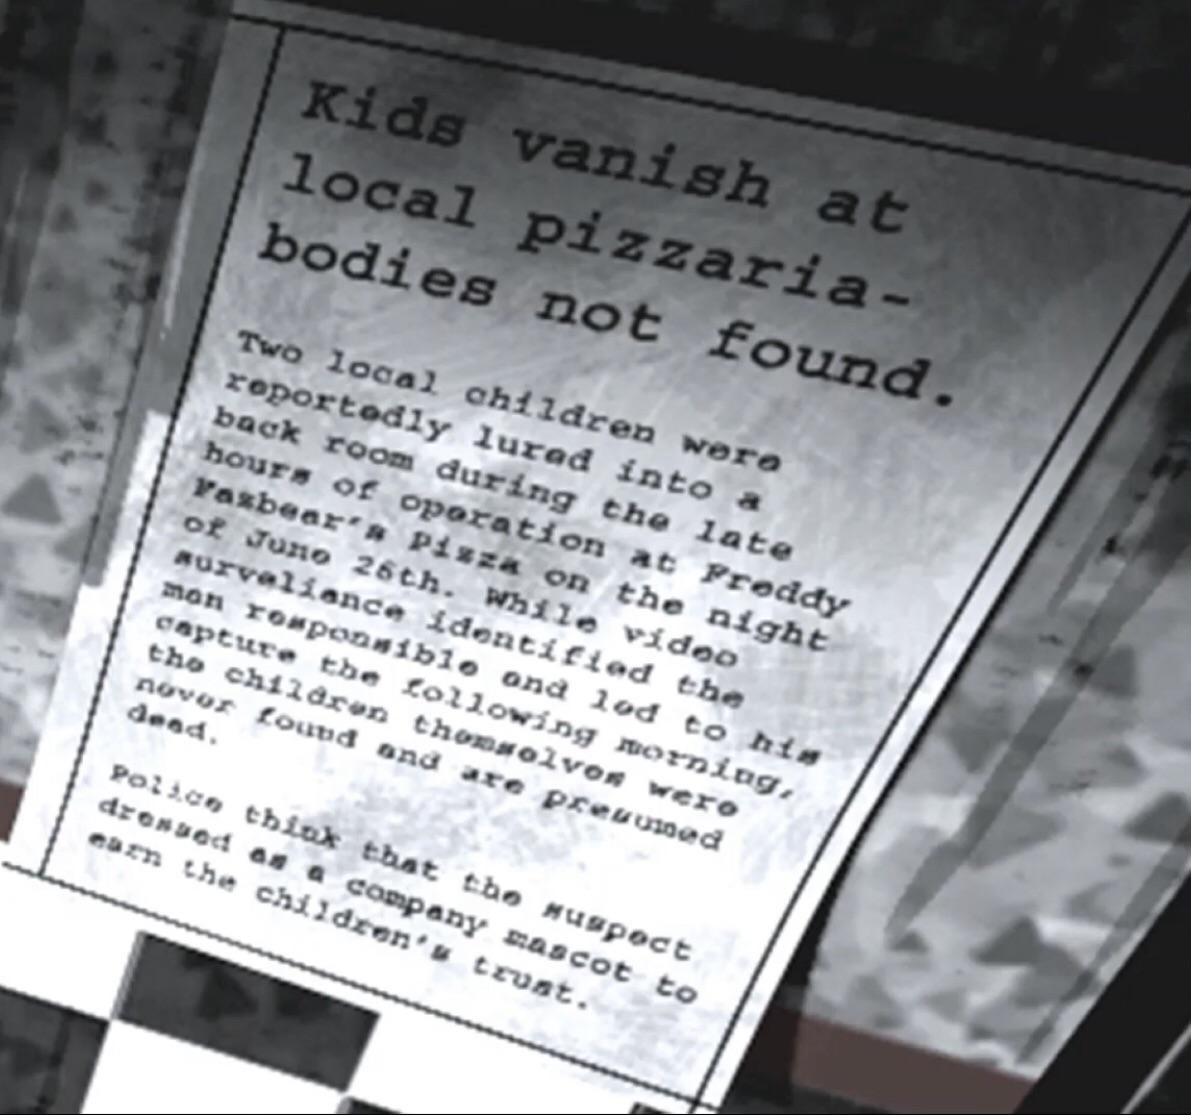 Kids vanish at
local pizzaria-
bodies not found.
Two local children were
reportedly lured into a
back room during the late
hours of operation at Freddy
Fazbear's Pizza on the night
of June 26th. While video
surveliance identified the
man responsible and led to his
capture the following morning,
the children themselves were
never found and are presumed
dead.
Police think that the suspect
dressed as a company mascot to
earn the children's trust.